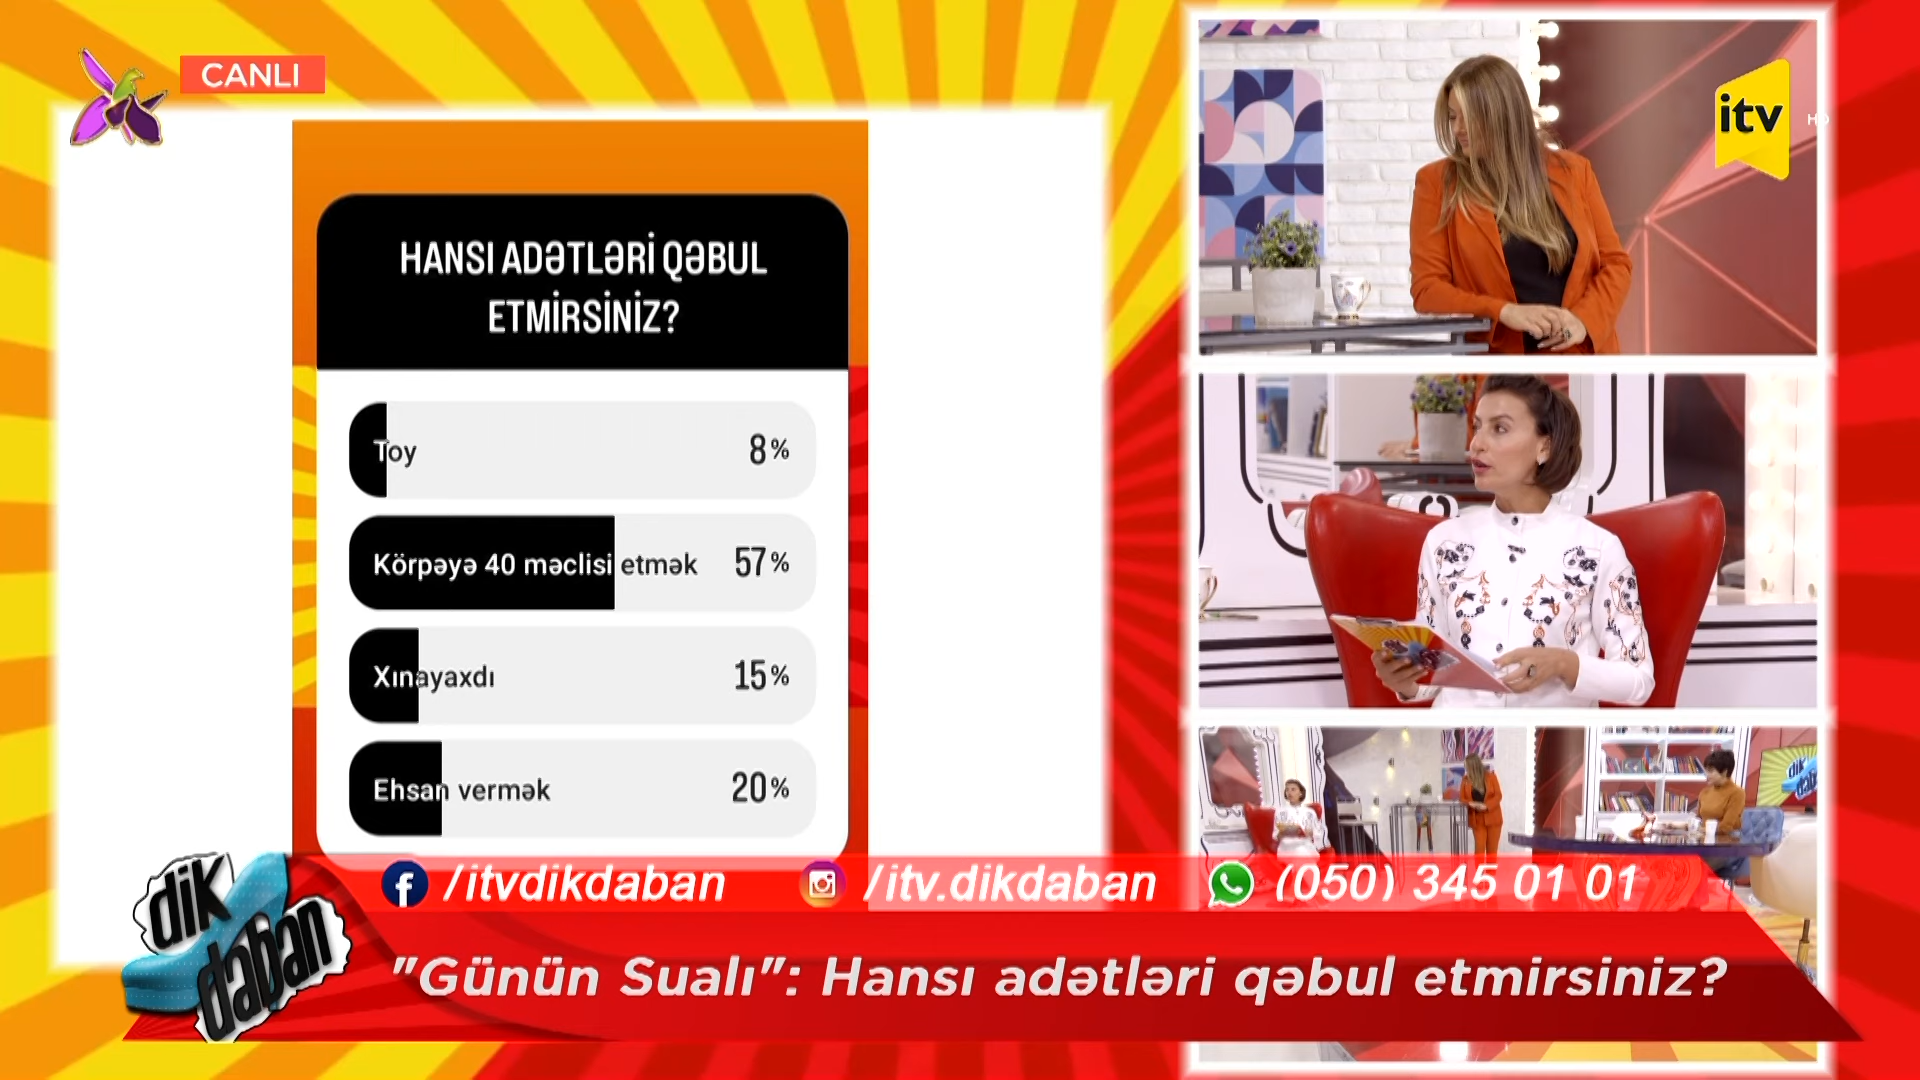 CANLI
itv
HD
HANSI ADƏTLƏRİ QƏBUL
ETMİRSİNİZ?
Toy 8%
Körpəyə 40 məclisi etmək 57%
Xınayaxdı 15%
Ehsan vermək 20%
dik
daban
/itvdikdaban /itv.dikdaban (050) 345 01 01
"Günün Sualı": Hansı adətləri qəbul etmirsiniz?